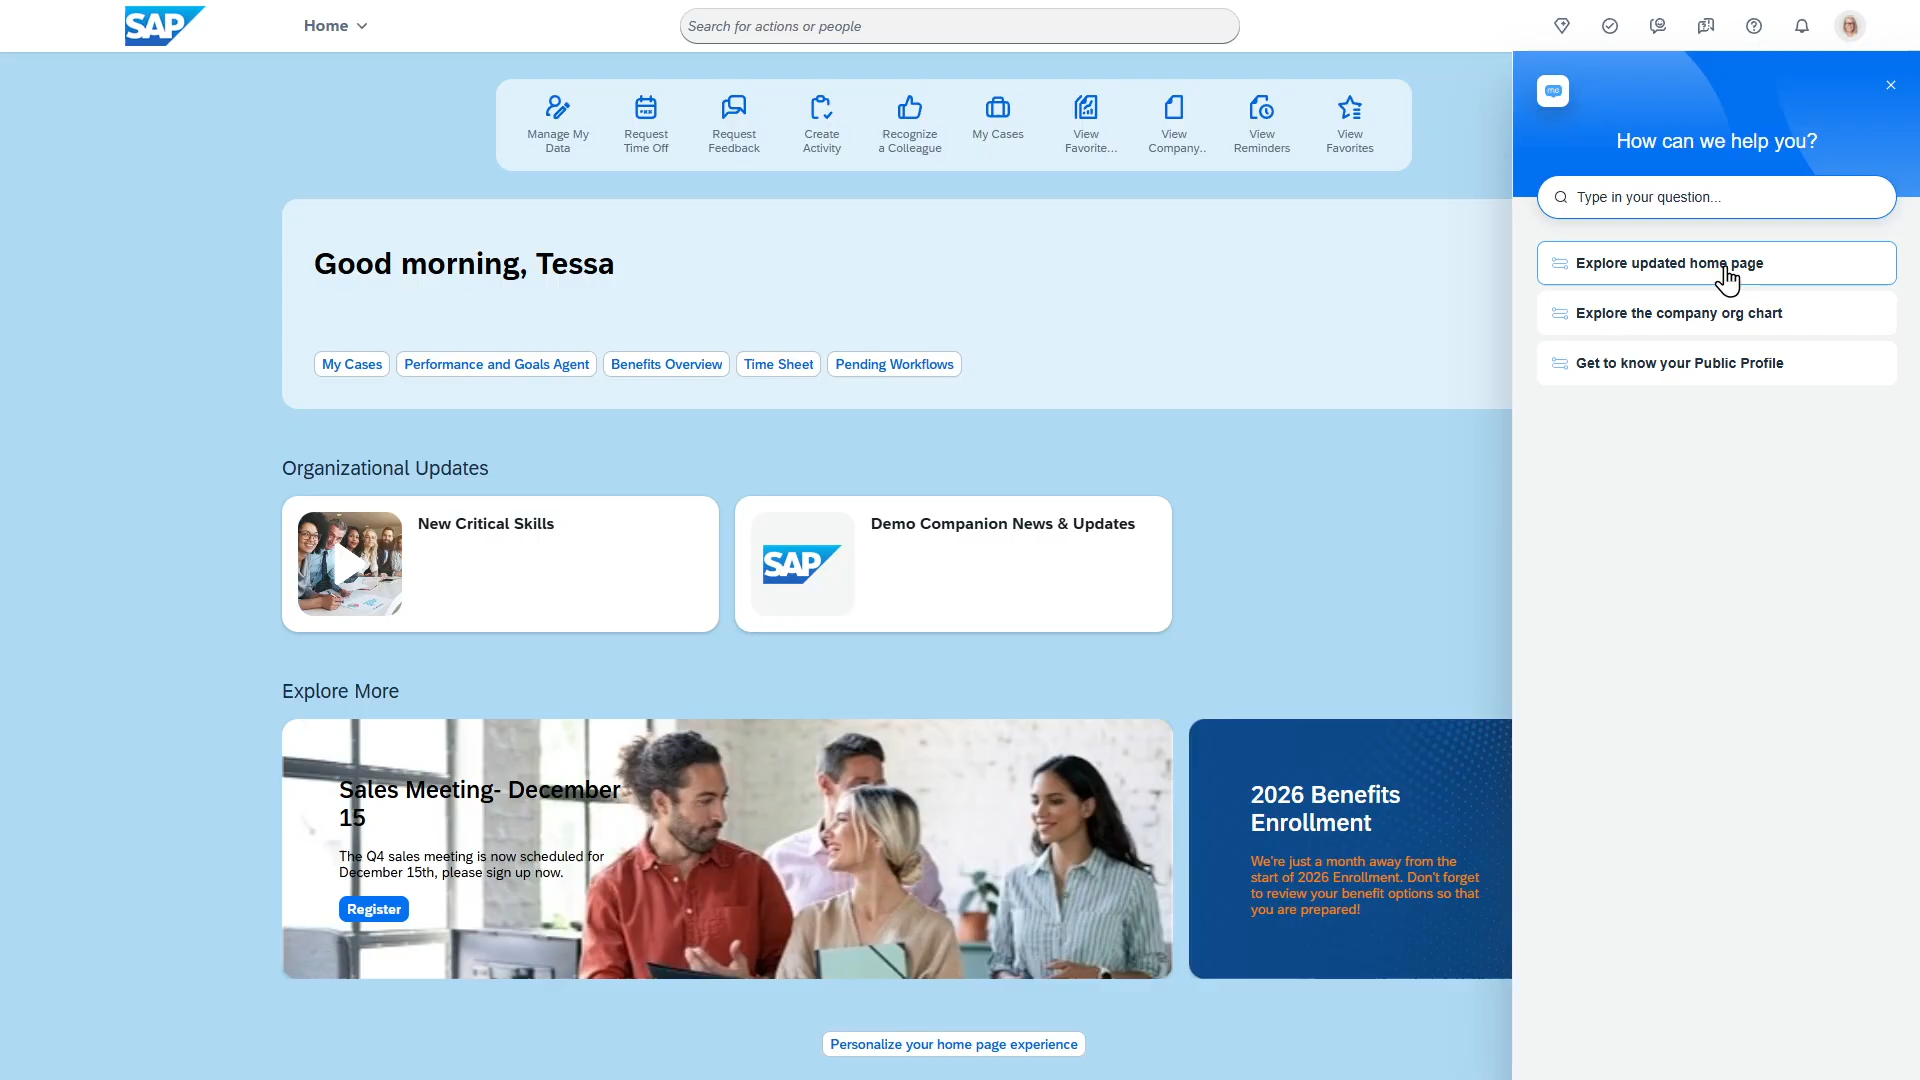 SAP
Home
Search for actions or people
Manage My
Data
Request
Time Off
Request
Feedback
Create
Activity
Recognize
a Colleague
My Cases
View
Favorite...
View
Company..
View
Reminders
View
Favorites
Good morning, Tessa
My Cases
Performance and Goals Agent
Benefits Overview
Time Sheet
Pending Workflows
Organizational Updates
New Critical Skills
SAP
Demo Companion News & Updates
Explore More
Sales Meeting- December
15
The Q4 sales meeting is now scheduled for
December 15th, please sign up now.
Register
2026 Benefits
Enrollment
We're just a month away from the
start of 2026 Enrollment. Don't forget
to review your benefit options so that
you are prepared!
Personalize your home page experience
me
How can we help you?
Type in your question...
Explore updated home page
Explore the company org chart
Get to know your Public Profile